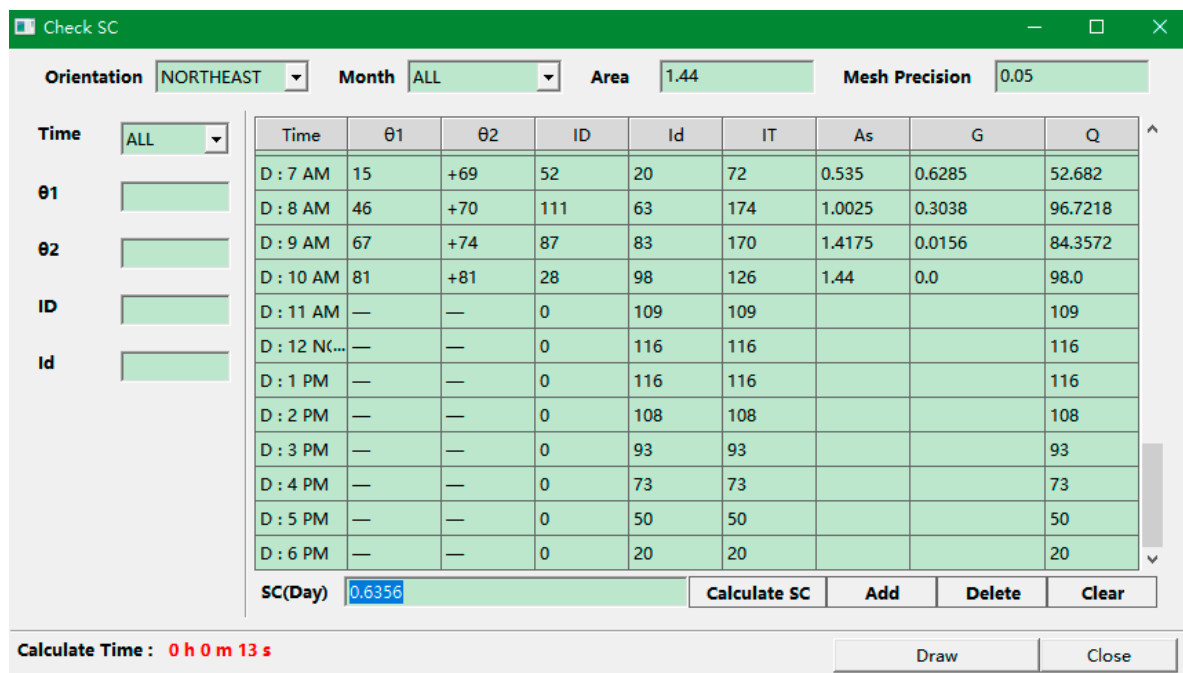 Check SC
Orientation NORTHEAST Month ALL Area 1.44 Mesh Precision 0.05
Time ALL
θ1
θ2
ID
Id
Time θ1 θ2 ID Id IT As G Q
D : 7 AM 15 +69 52 20 72 0.535 0.6285 52.682
D : 8 AM 46 +70 111 63 174 1.0025 0.3038 96.7218
D : 9 AM 67 +74 87 83 170 1.4175 0.0156 84.3572
D : 10 AM 81 +81 28 98 126 1.44 0.0 98.0
D : 11 AM — — 0 109 109 109
D : 12 N(... — — 0 116 116 116
D : 1 PM — — 0 116 116 116
D : 2 PM — — 0 108 108 108
D : 3 PM — — 0 93 93 93
D : 4 PM — — 0 73 73 73
D : 5 PM — — 0 50 50 50
D : 6 PM — — 0 20 20 20
SC(Day) 0.6356 Calculate SC Add Delete Clear
Calculate Time : 0 h 0 m 13 s Draw Close